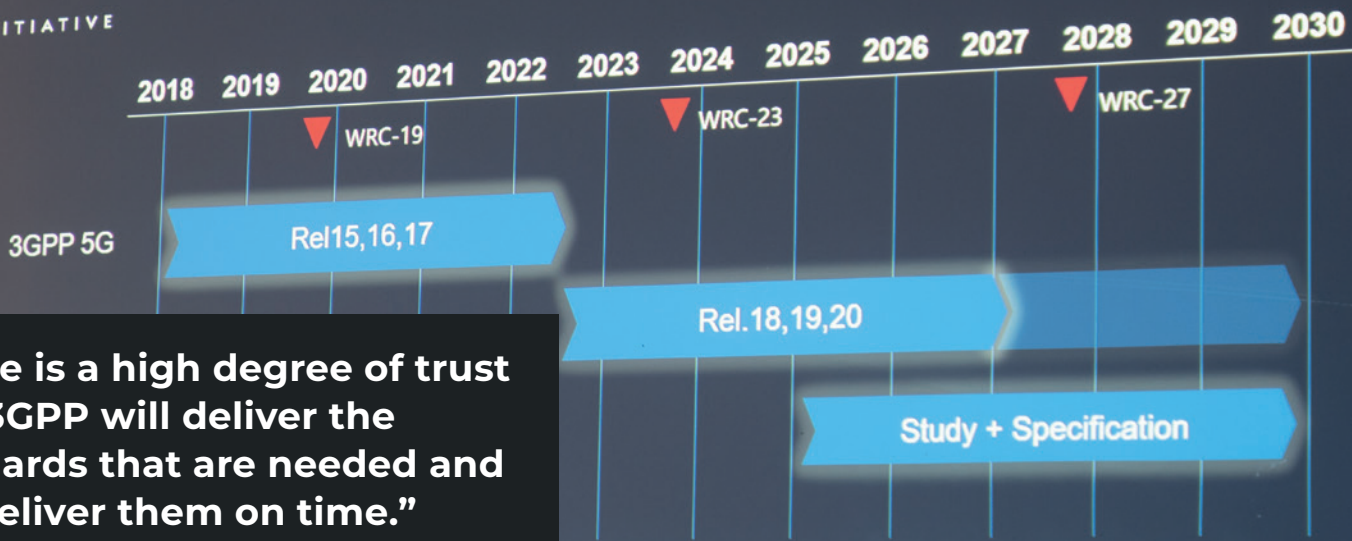 ITIATIVE
2018 2019 2020 2021 2022 2023 2024 2025 2026 2027 2028 2029 2030
WRC-19
WRC-23
WRC-27
3GPP 5G
Rel15,16,17
Rel.18,19,20
Study + Specification
e is a high degree of trust
3GPP will deliver the
ards that are needed and
eliver them on time.”